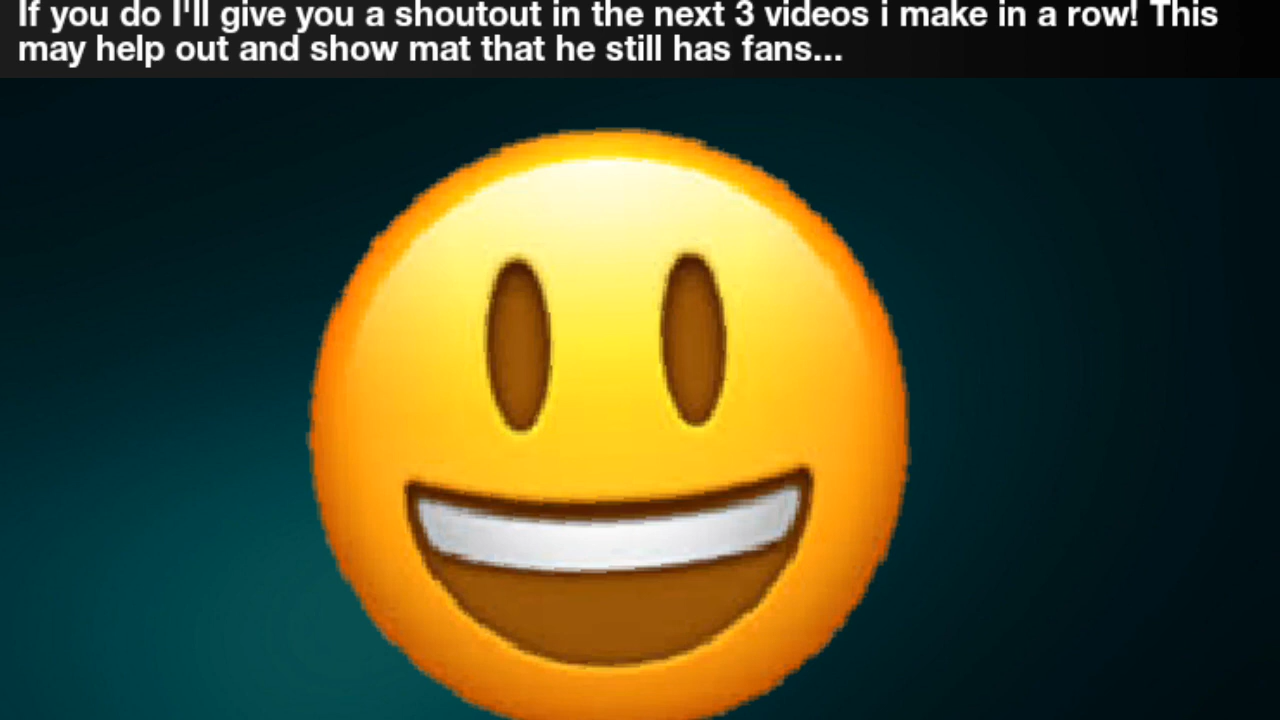 If you do I'll give you a shoutout in the next 3 videos i make in a row! This
may help out and show mat that he still has fans...